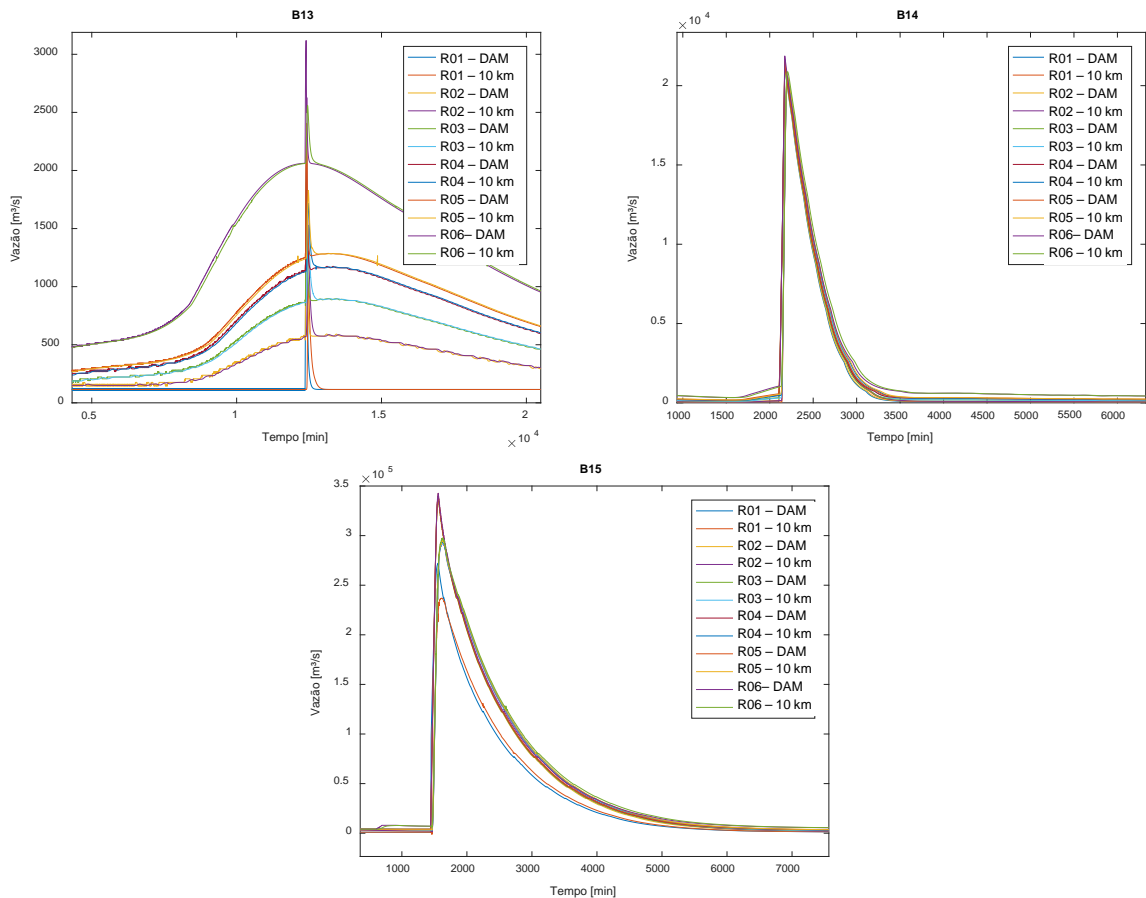 B13
Vazão [m³/s]
3000
2500
2000
1500
1000
500
0
0.5
1
1.5
2
× 10 4
Tempo [min]
R01 – DAM
R01 – 10 km
R02 – DAM
R02 – 10 km
R03 – DAM
R03 – 10 km
R04 – DAM
R04 – 10 km
R05 – DAM
R05 – 10 km
R06– DAM
R06 – 10 km
B14
× 10 4
Vazão [m³/s]
2
1.5
1
0.5
0
1000
1500
2000
2500
3000
3500
4000
4500
5000
5500
6000
Tempo [min]
R01 – DAM
R01 – 10 km
R02 – DAM
R02 – 10 km
R03 – DAM
R03 – 10 km
R04 – DAM
R04 – 10 km
R05 – DAM
R05 – 10 km
R06– DAM
R06 – 10 km
B15
× 10 5
Vazão [m³/s]
3.5
3
2.5
2
1.5
1
0.5
0
1000
2000
3000
4000
5000
6000
7000
Tempo [min]
R01 – DAM
R01 – 10 km
R02 – DAM
R02 – 10 km
R03 – DAM
R03 – 10 km
R04 – DAM
R04 – 10 km
R05 – DAM
R05 – 10 km
R06– DAM
R06 – 10 km